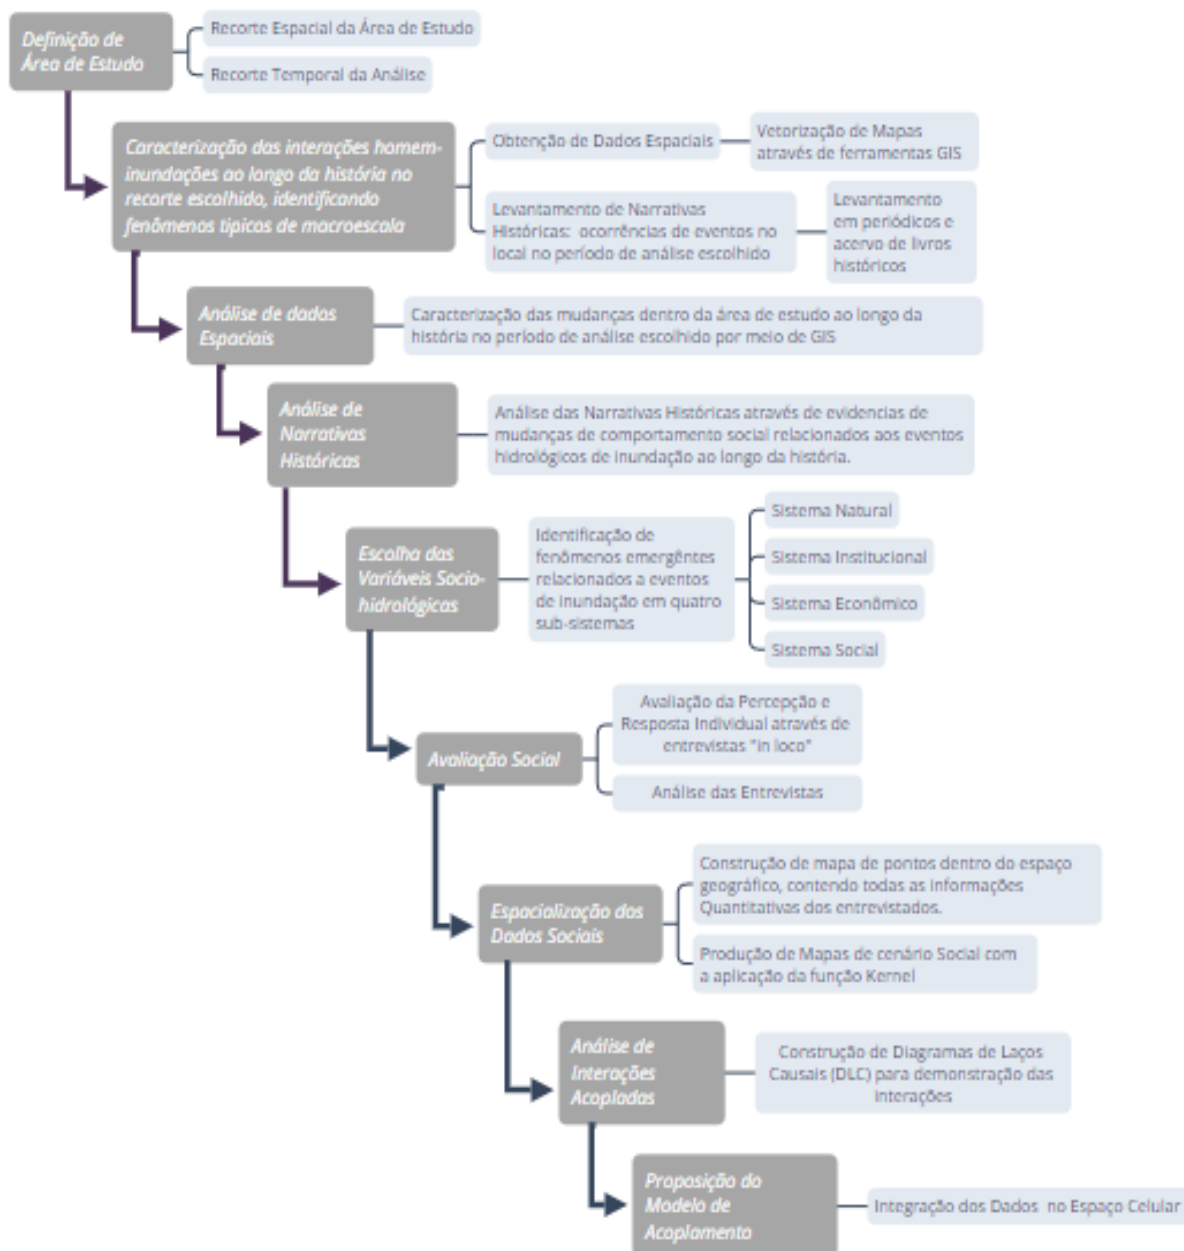 Definição de
Área de Estudo
Recorte Espacial da Área de Estudo
Recorte Temporal da Análise
Caracterização das interações homem-
inundações ao longo da história no
recorte escolhido, identificando
fenômenos típicos de macroescala
Obtenção de Dados Espaciais
Vetorização de Mapas
através de ferramentas GIS
Levantamento de Narrativas
Históricas: ocorrências de eventos no
local no período de análise escolhido
Levantamento
em periódicos e
acervo de livros
históricos
Análise de dados
Espaciais
Caracterização das mudanças dentro da área de estudo ao longo da
história no período de análise escolhido por meio de GIS
Análise de
Narrativas
Históricas
Análise das Narrativas Históricas através de evidencias de
mudanças de comportamento social relacionados aos eventos
hidrológicos de inundação ao longo da história.
Escolha das
Variáveis Socio-
hidrológicas
Identificação de
fenômenos emergêntes
relacionados a eventos
de inundação em quatro
sub-sistemas
Sistema Natural
Sistema Institucional
Sistema Econômico
Sistema Social
Avaliação Social
Avaliação da Percepção e
Resposta Individual através de
entrevistas "in loco"
Análise das Entrevistas
Espacialização dos
Dados Sociais
Construção de mapa de pontos dentro do espaço
geográfico, contendo todas as informações
Quantitativas dos entrevistados.
Produção de Mapas de cenário Social com
a aplicação da função Kernel
Análise de
Interações
Acopladas
Construção de Diagramas de Laços
Causais (DLC) para demonstração das
interações
Proposição do
Modelo de
Acoplamento
Integração dos Dados no Espaço Celular